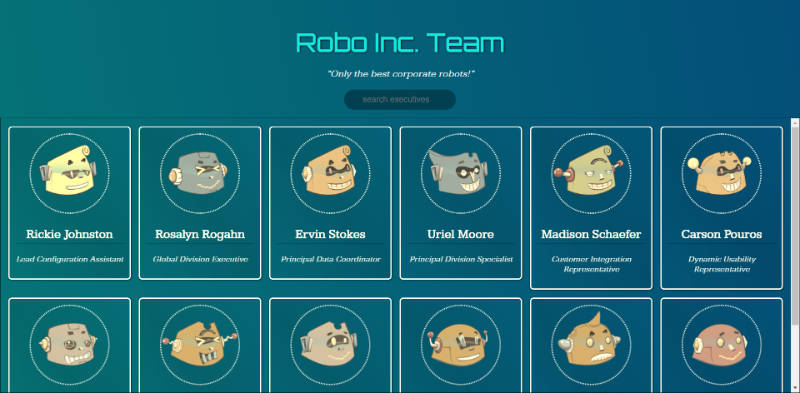 Robo Inc. Team
"Only the best corporate robots!"
search executives
Rickie Johnston
Rosalyn Rogahn
Ervin Stokes
Uriel Moore
Madison Schaefer
Carson Pouros
Lead Configuration Assistant
Global Division Executive
Principal Data Coordinator
Principal Division Specialist
Customer Integration
Representative
Dynamic Usability
Representative